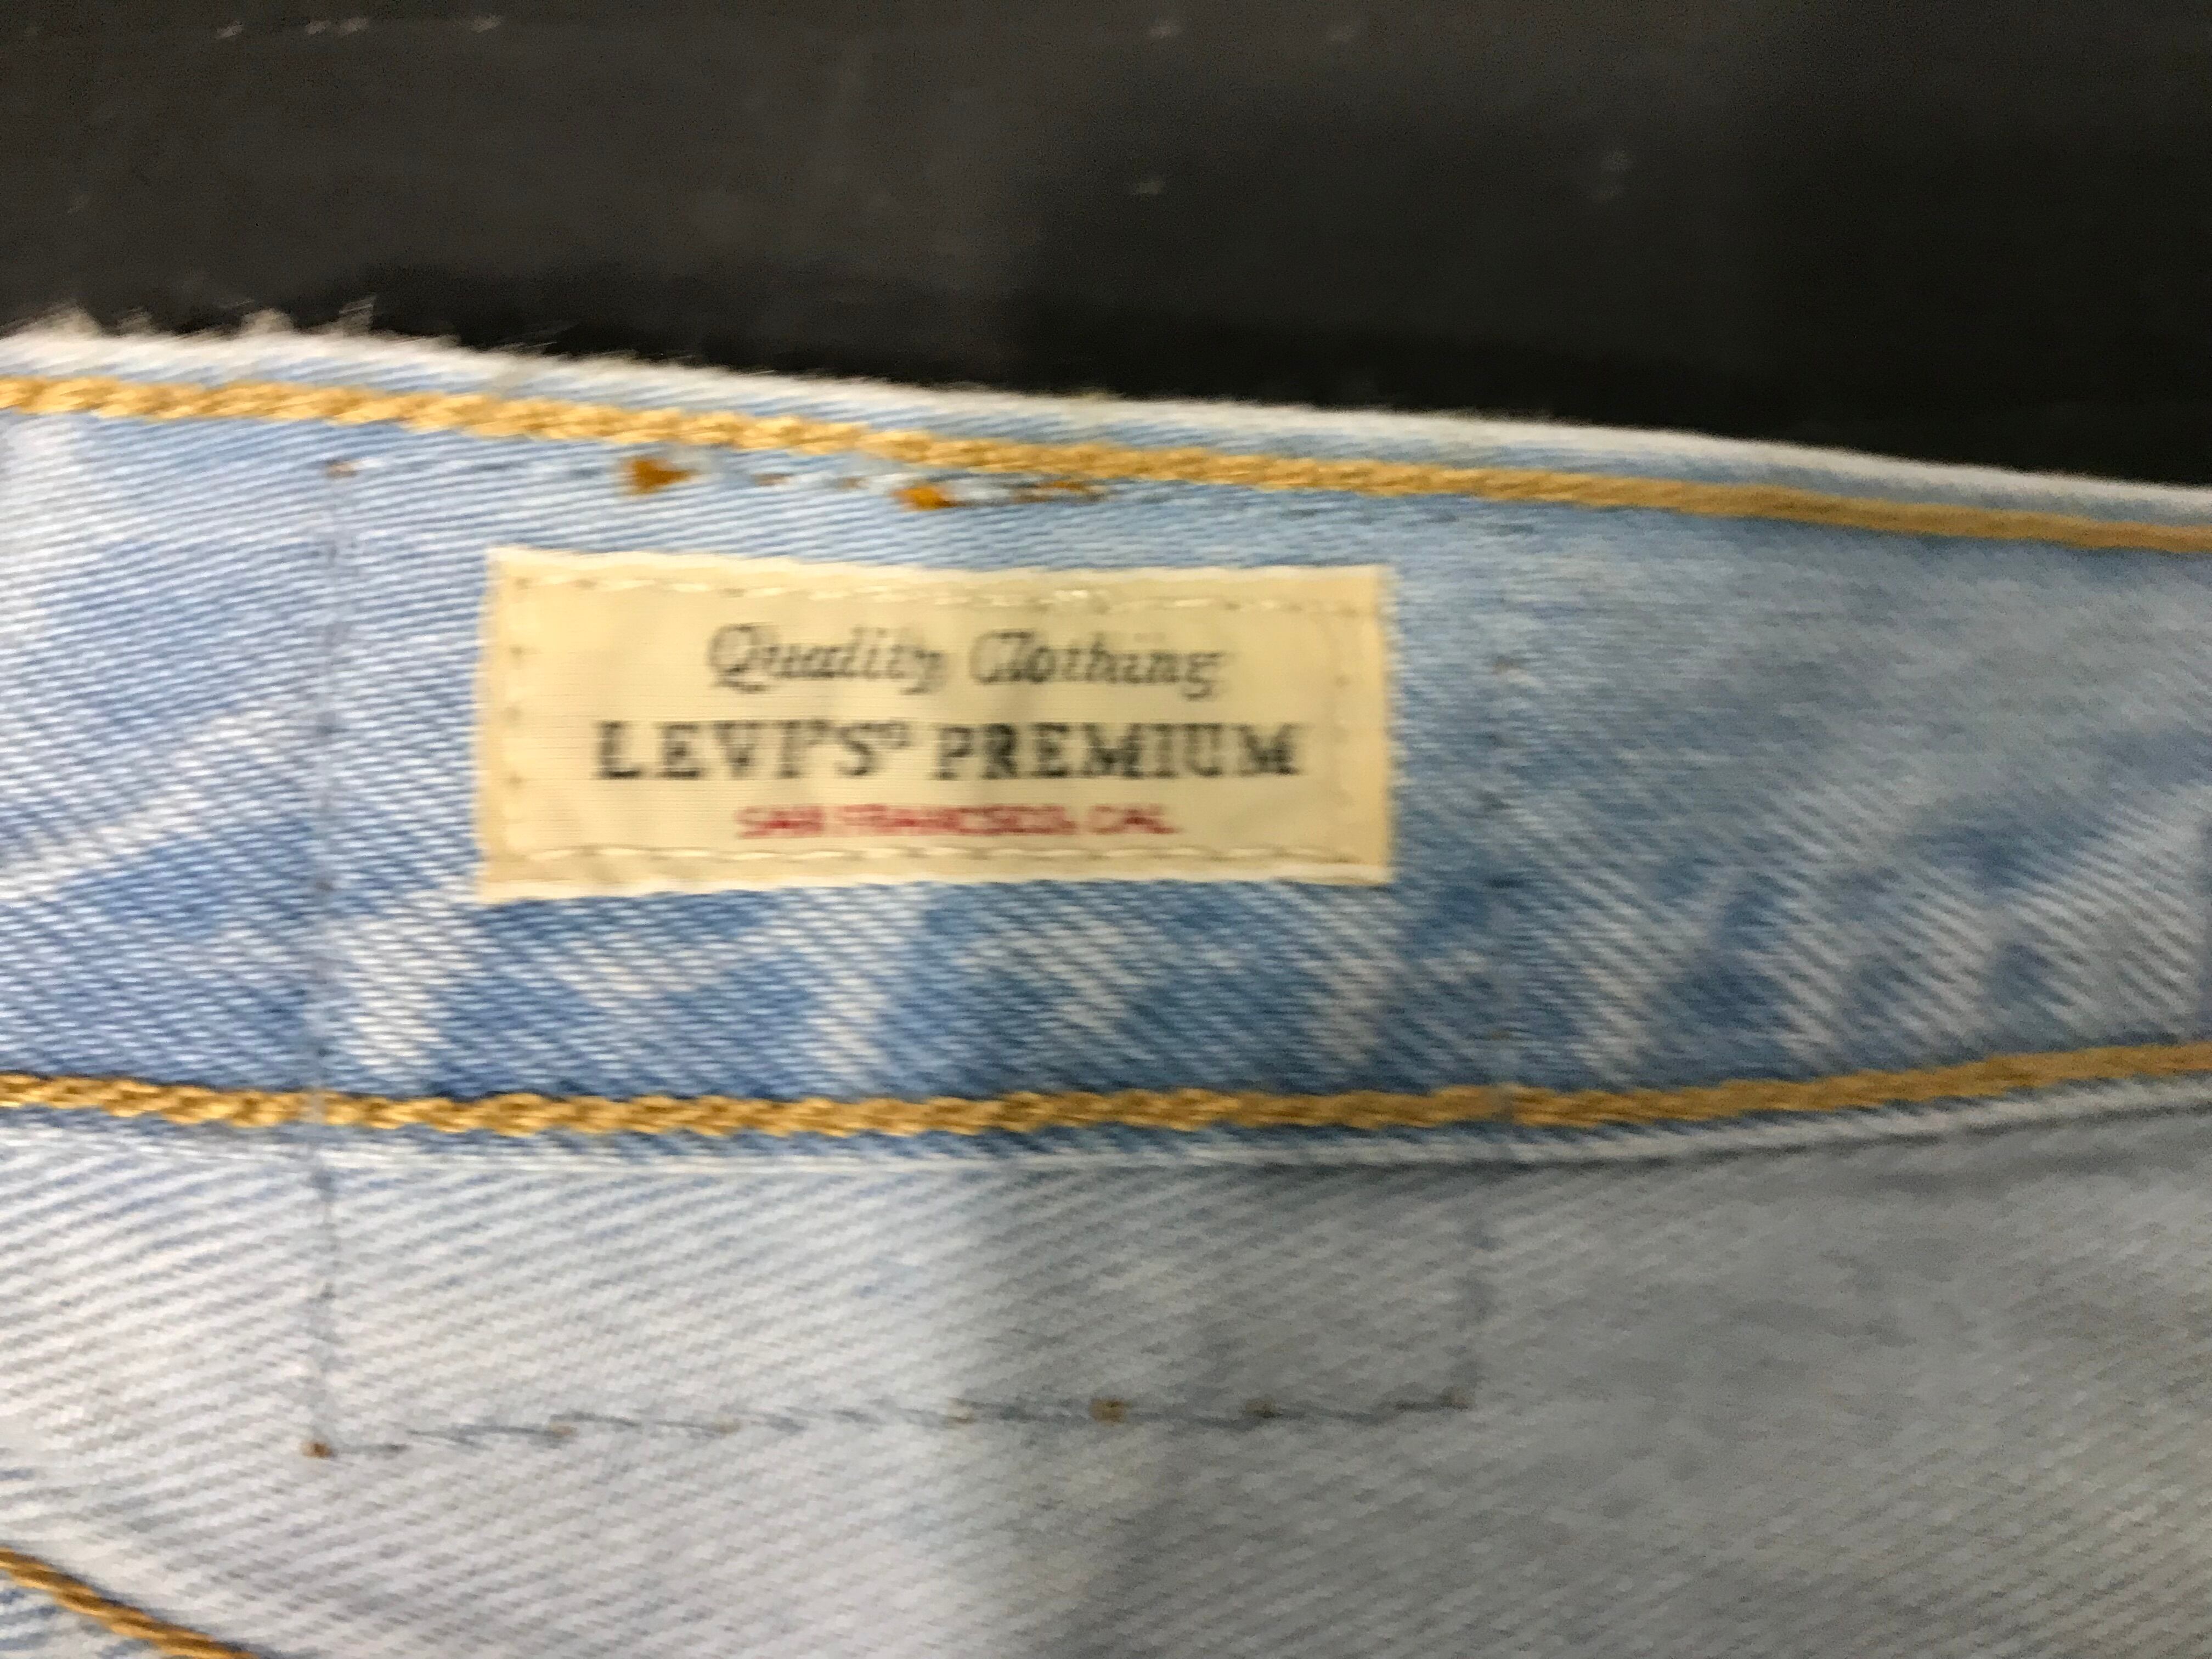 Quality Clothing
LEVI'S® PREMIUM
SAN FRANCISCO, CAL